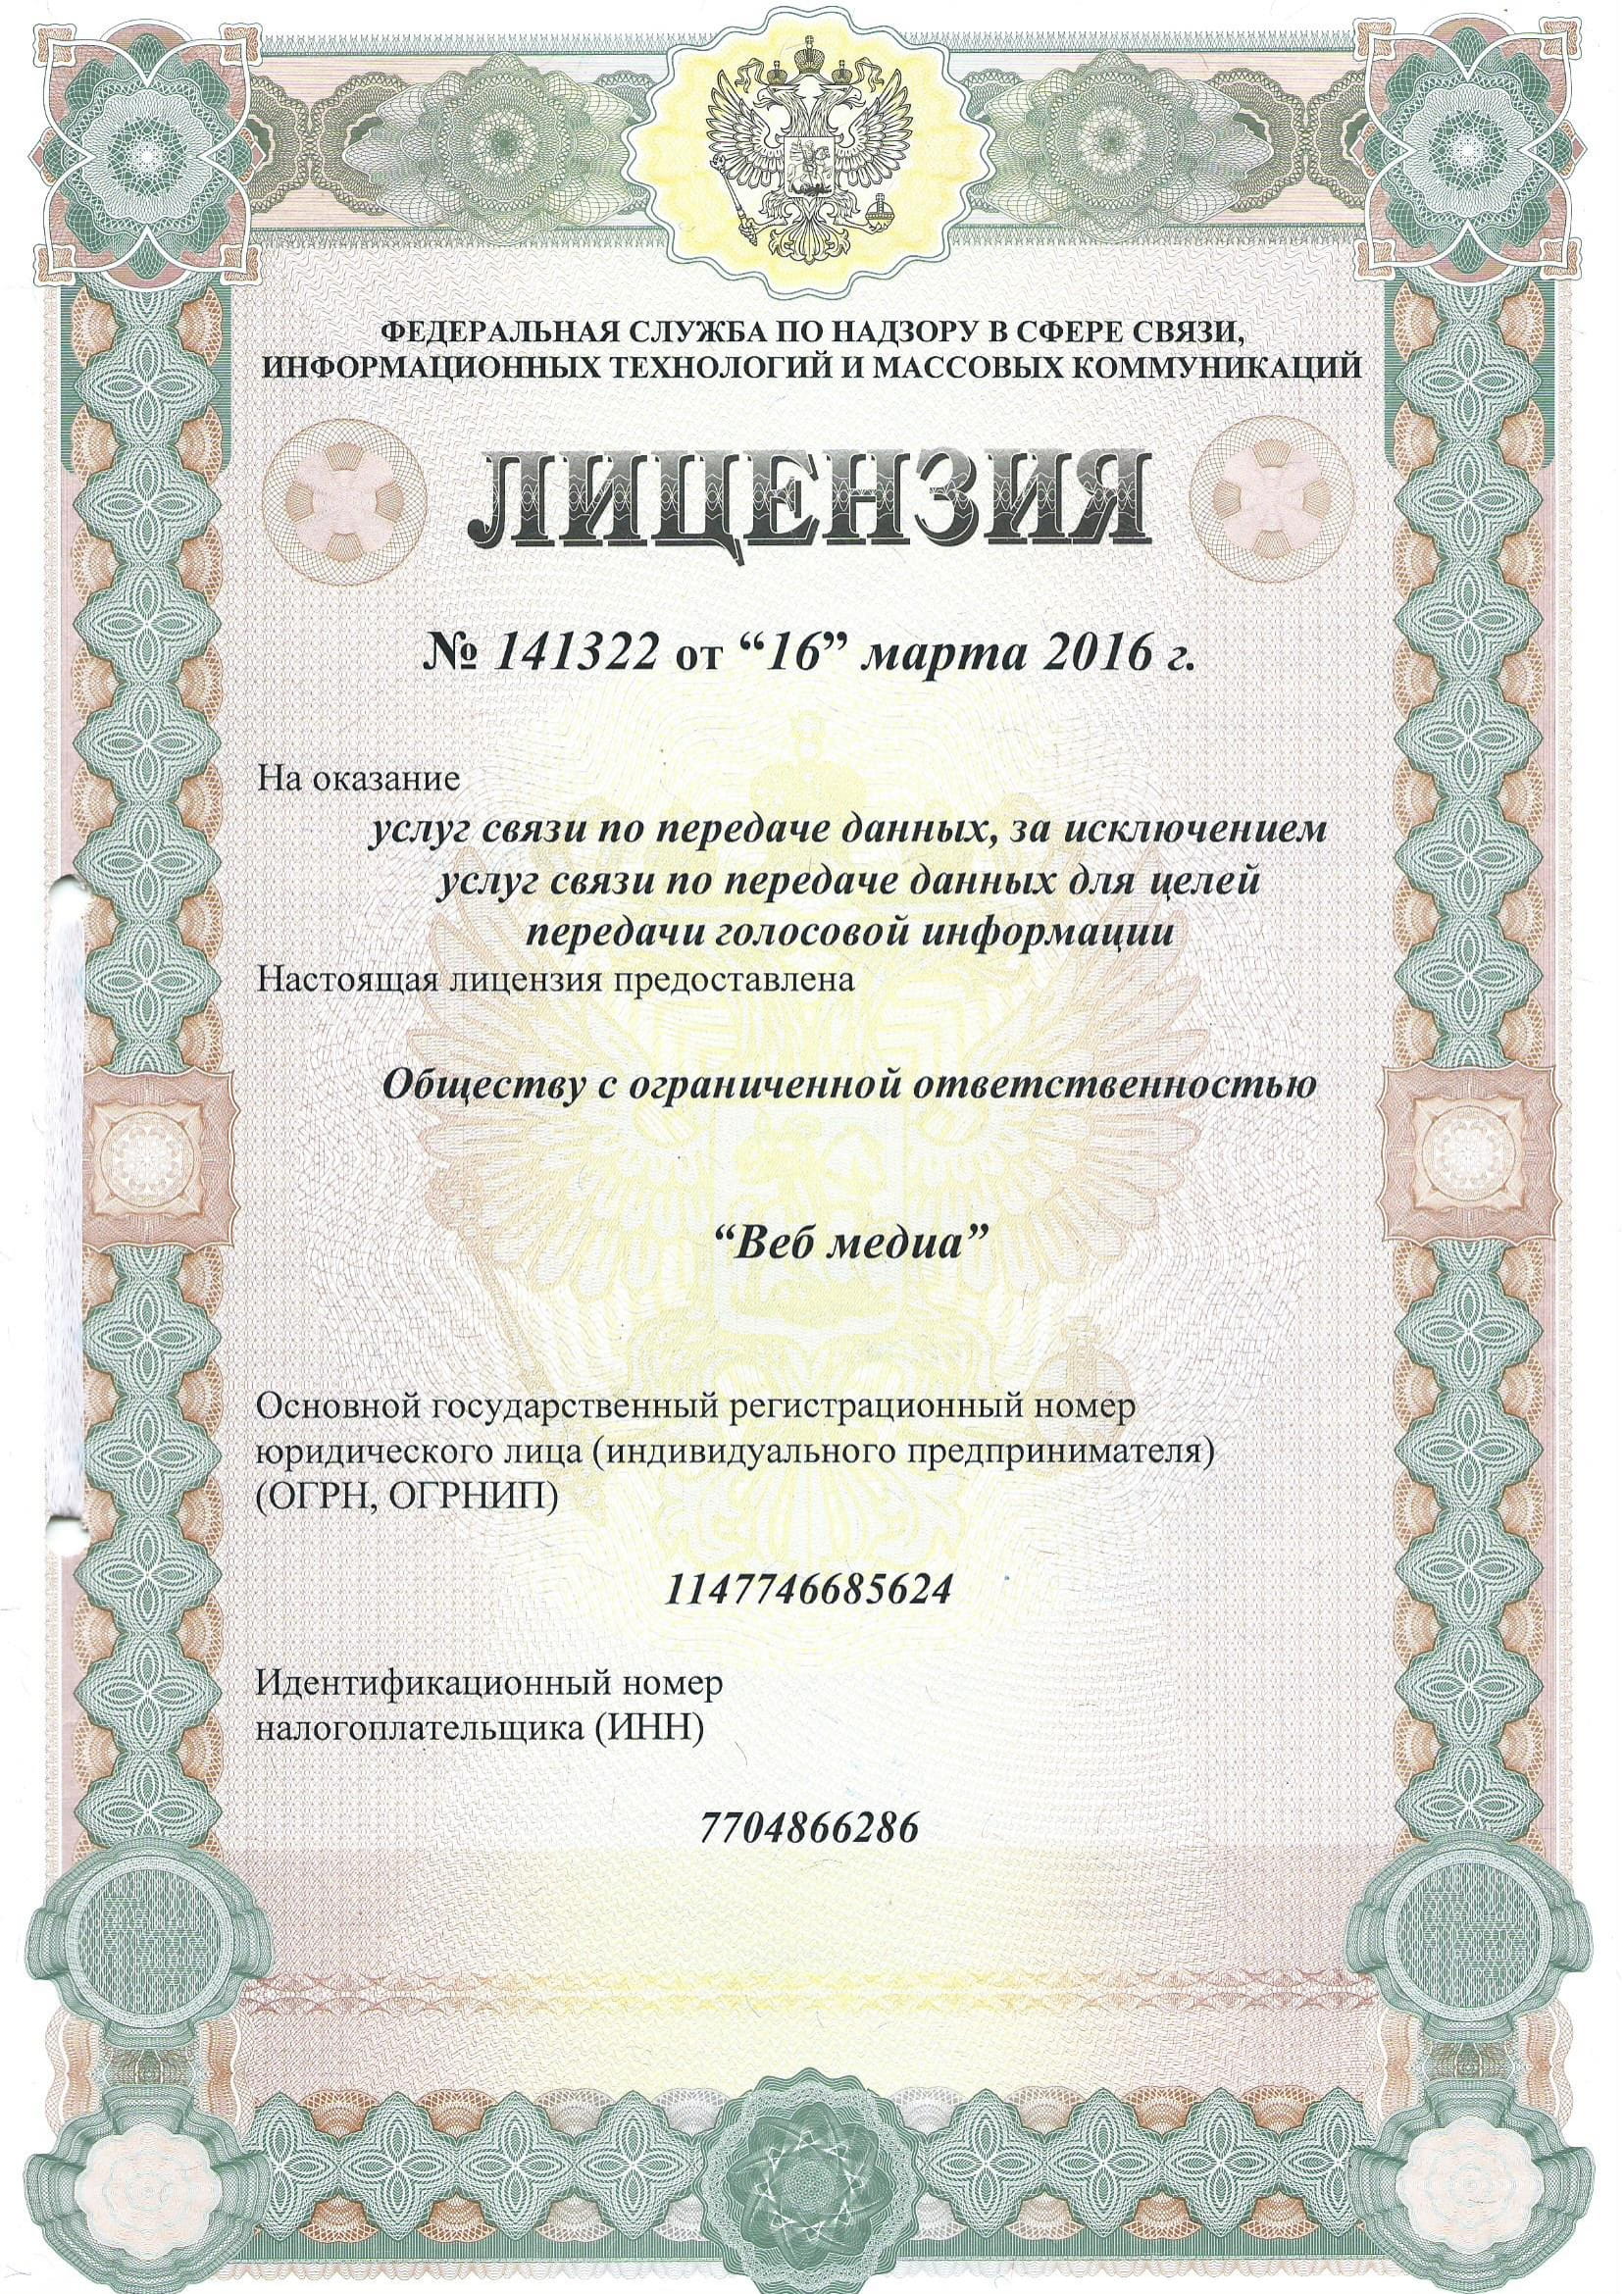 ФЕДЕРАЛЬНАЯ СЛУЖБА ПО НАДЗОРУ В СФЕРЕ СВЯЗИ,
ИНФОРМАЦИОННЫХ ТЕХНОЛОГИЙ И МАССОВЫХ КОММУНИКАЦИЙ
ЛИЦЕНЗИЯ
№ 141322 от “16” марта 2016 г.
На оказание
услуг связи по передаче данных, за исключением
услуг связи по передаче данных для целей
передачи голосовой информации
Настоящая лицензия предоставлена
Обществу с ограниченной ответственностью
“Веб медиа”
Основной государственный регистрационный номер
юридического лица (индивидуального предпринимателя)
(ОГРН, ОГРНИП)
1147746685624
Идентификационный номер
налогоплательщика (ИНН)
7704866286